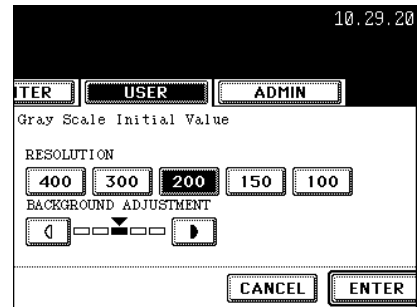 10.29.20
ITER USER ADMIN
Gray Scale Initial Value
RESOLUTION
400 300 200 150 100
BACKGROUND ADJUSTMENT
CANCEL ENTER